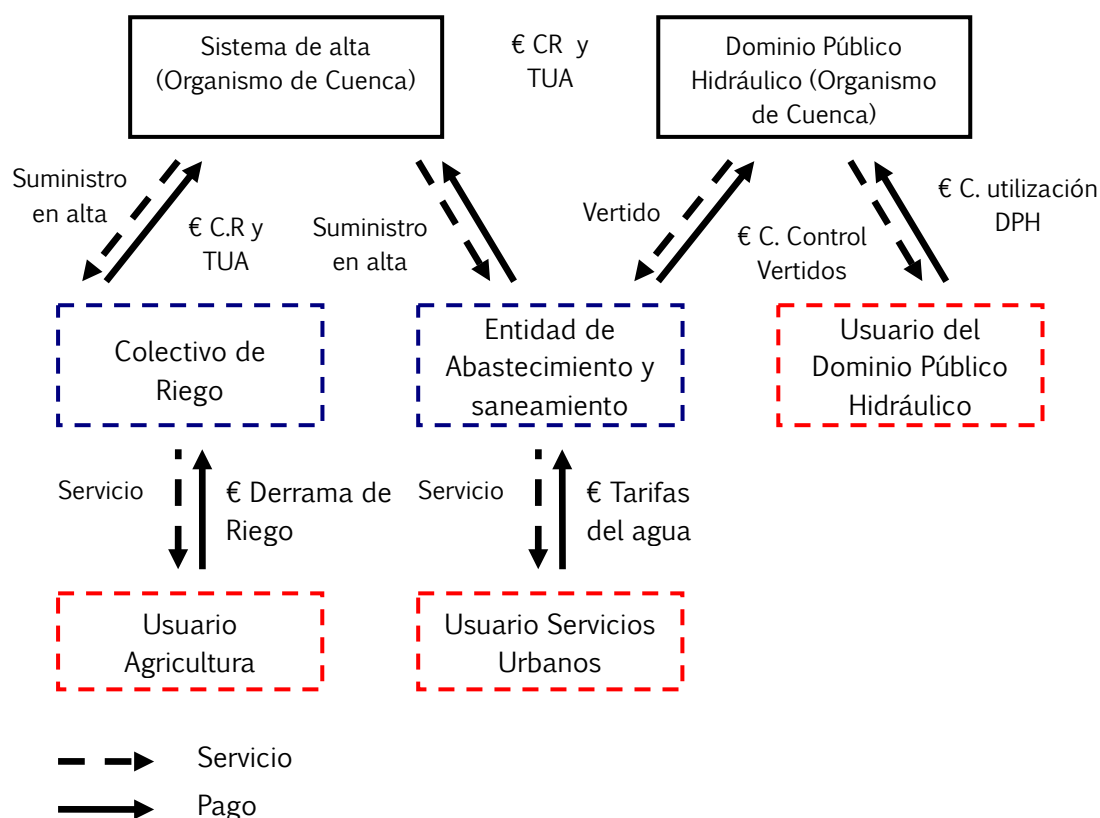 Sistema de alta
(Organismo de Cuenca)
€ CR y
TUA
Dominio Público
Hidráulico (Organismo
de Cuenca)
Suministro
en alta
€ C.R y
TUA
Suministro
en alta
Vertido
€ C. Control
Vertidos
€ C. utilización
DPH
Colectivo de
Riego
Entidad de
Abastecimiento y
saneamiento
Usuario del
Dominio Público
Hidráulico
Servicio
€ Derrama de
Riego
Servicio
€ Tarifas
del agua
Usuario
Agricultura
Usuario Servicios
Urbanos
Servicio
Pago